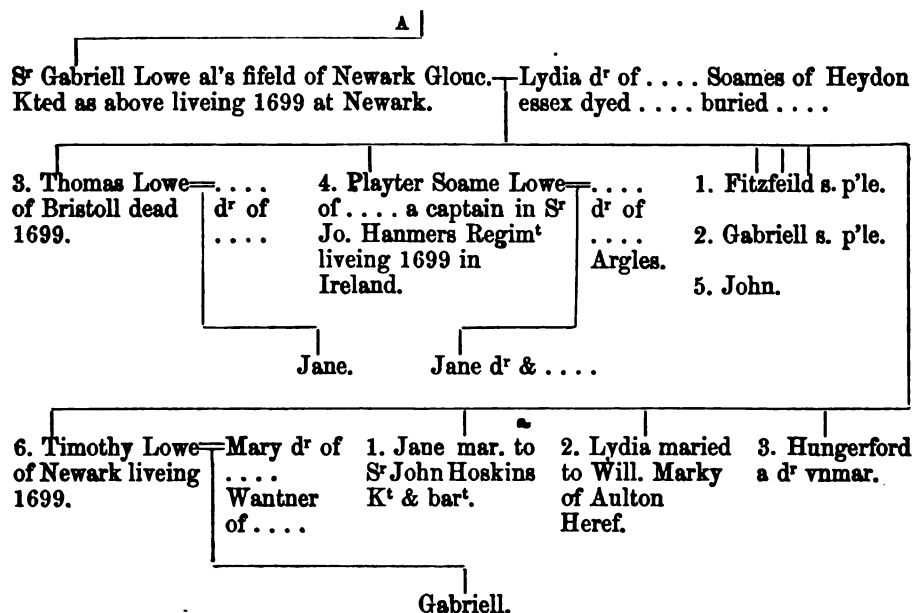 A
Sʳ Gabriell Lowe al's fifeld of Newark Glouc.
Kted as above liveing 1699 at Newark.
Lydia dʳ of . . . . Soames of Heydon
essex dyed . . . . buried . . . .
3. Thomas Lowe
of Bristoll dead
1699.
. . . .
dʳ of
. . . .
4. Playter Soame Lowe
of . . . . a captain in Sʳ
Jo. Hanmers Regimᵗ
liveing 1699 in
Ireland.
. . . .
dʳ of
. . . .
Argles.
1. Fitzfeild s. p'le.
2. Gabriell s. p'le.
5. John.
Jane.
Jane dʳ & . . . .
6. Timothy Lowe
of Newark liveing
1699.
Mary dʳ of
. . . .
Wantner
of . . . .
1. Jane mar. to
Sʳ John Hoskins
Kᵗ & barᵗ.
2. Lydia maried
to Will. Marky
of Aulton
Heref.
3. Hungerford
a dʳ vnmar.
Gabriell.